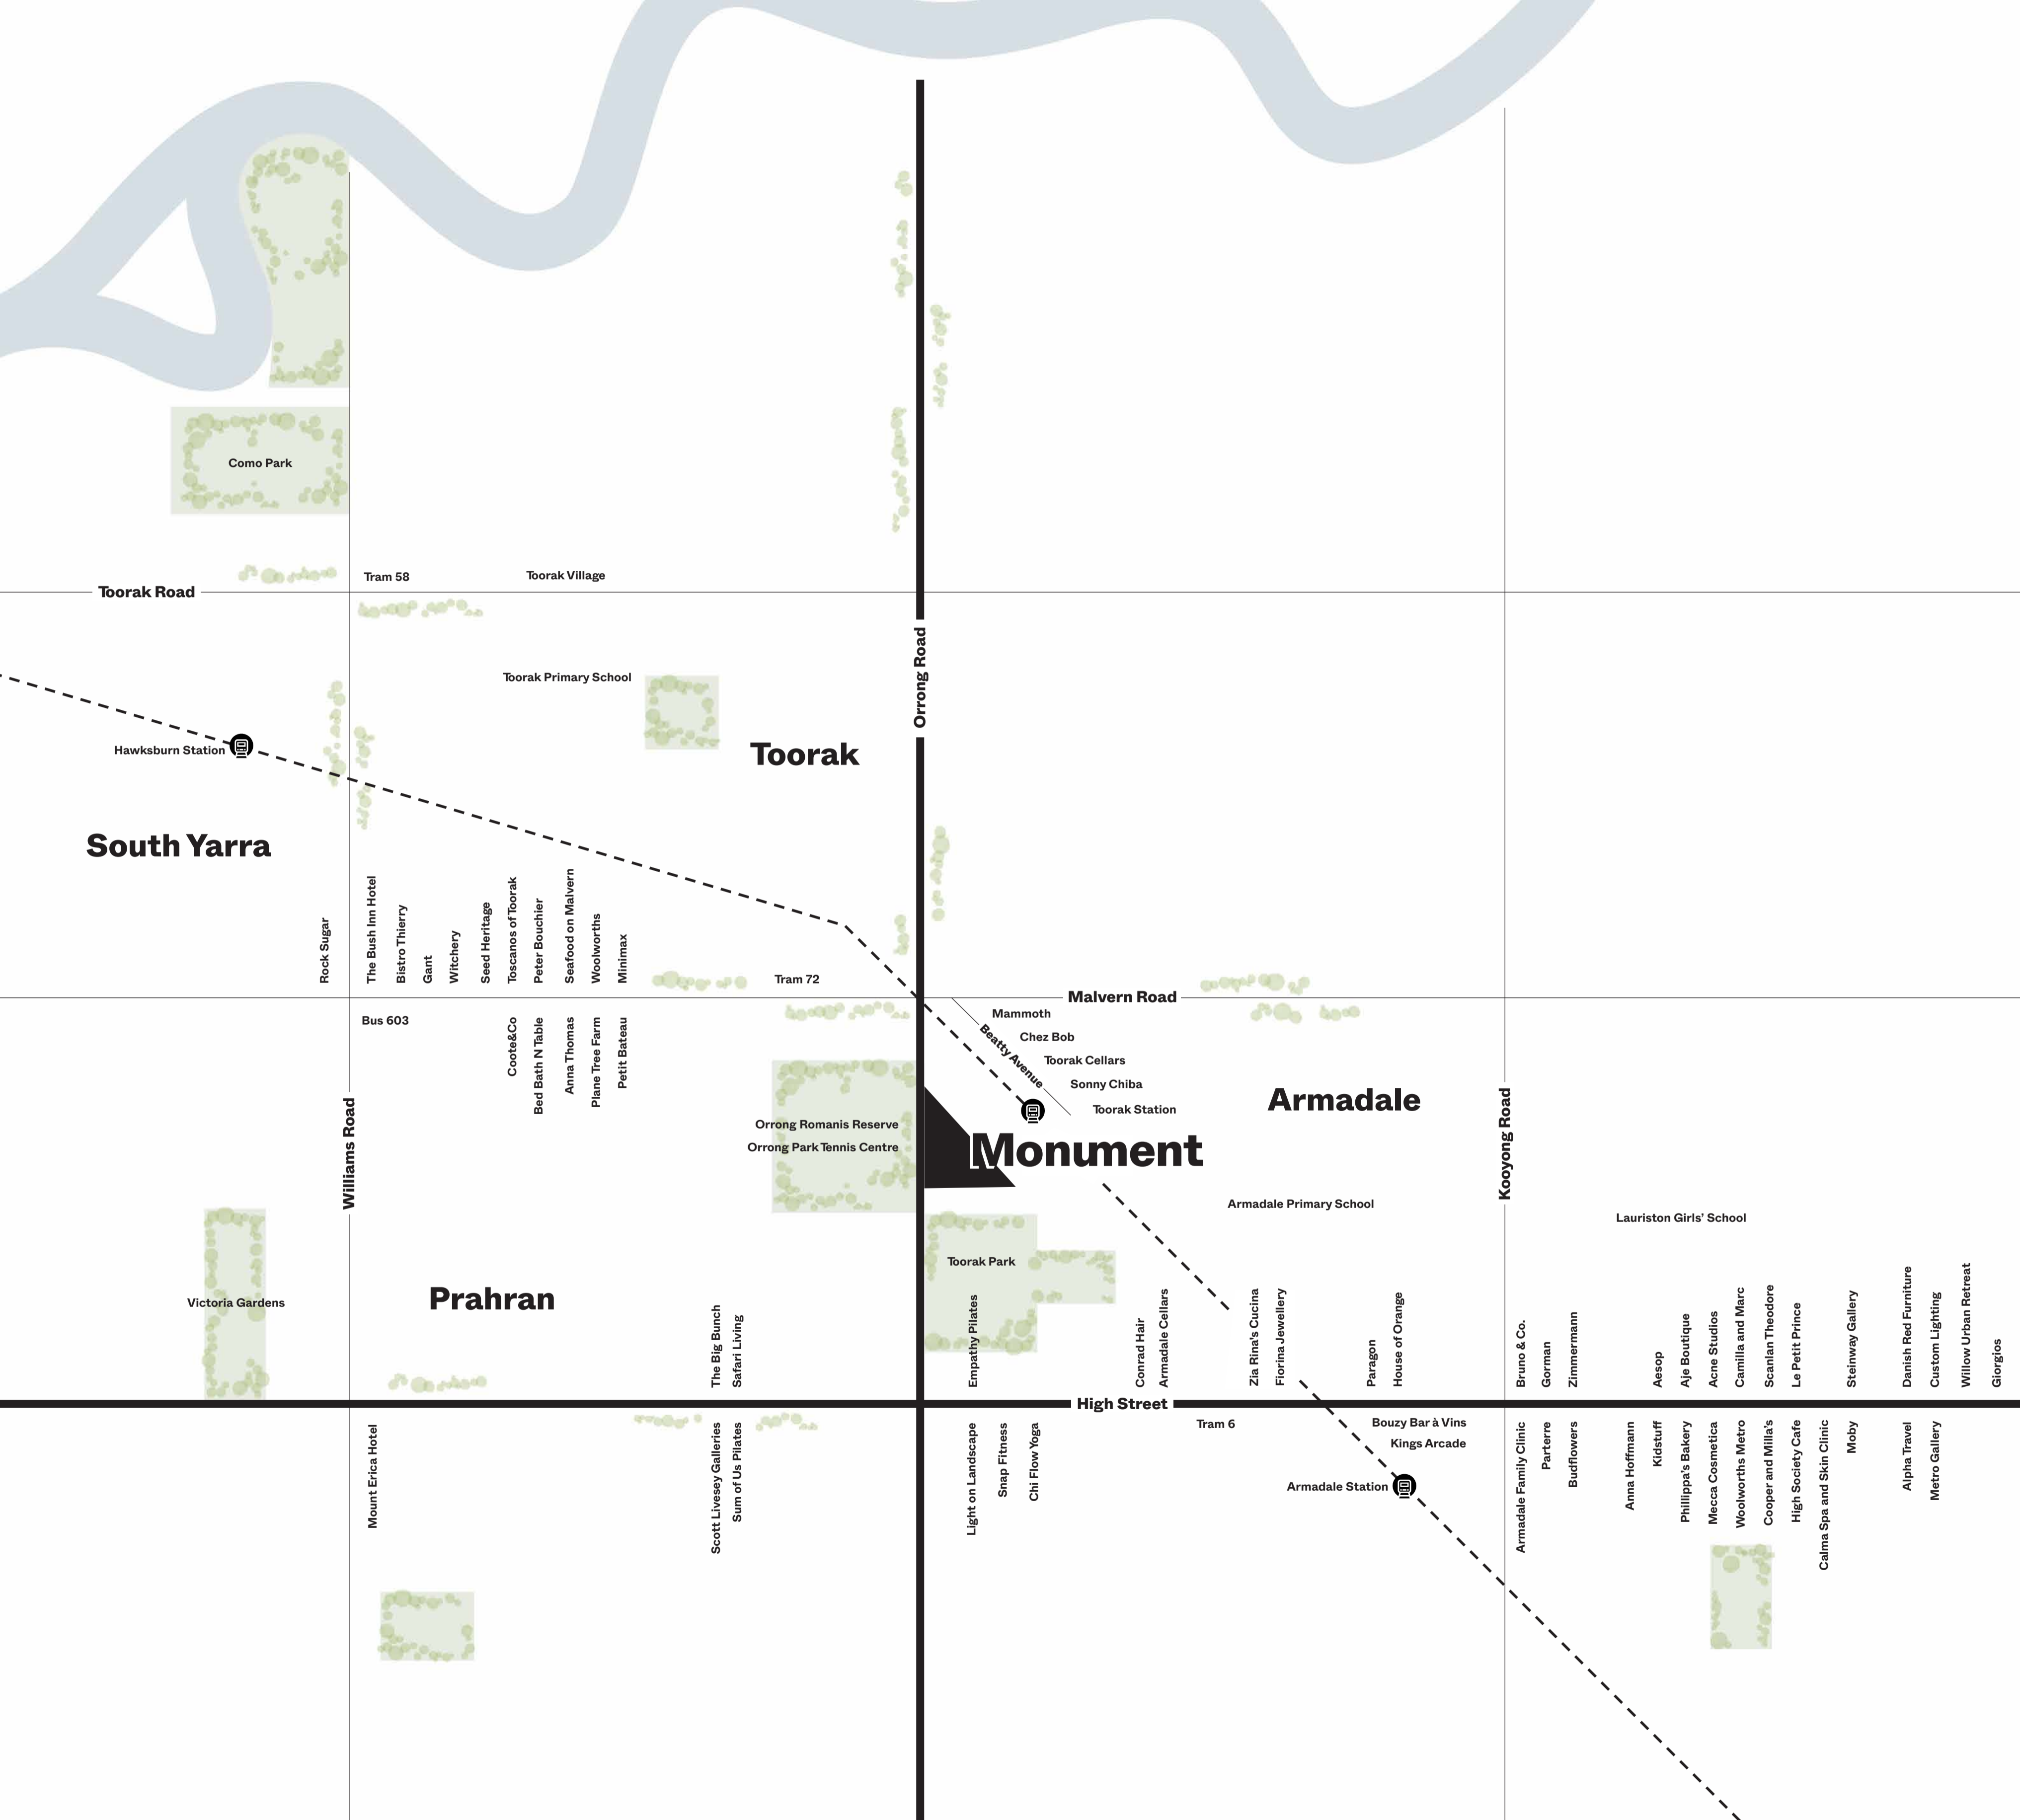 Como Park
Tram 58
Toorak Village
Toorak Road
Orrong Road
Toorak Primary School
Hawksburn Station
Toorak
South Yarra
Rock Sugar
The Bush Inn Hotel
Bistro Thierry
Gant
Witchery
Seed Heritage
Toscanos of Toorak
Peter Bouchier
Seafood on Malvern
Woolworths
Minimax
Tram 72
Malvern Road
Bus 603
Coote&Co
Bed Bath N Table
Anna Thomas
Plane Tree Farm
Petit Bateau
Mammoth
Chez Bob
Beatty Avenue
Toorak Cellars
Sonny Chiba
Toorak Station
Armadale
Williams Road
Kooyong Road
Orrong Romanis Reserve
Orrong Park Tennis Centre
Monument
Armadale Primary School
Lauriston Girls' School
Toorak Park
Victoria Gardens
Prahran
The Big Bunch
Safari Living
Empathy Pilates
Conrad Hair
Armadale Cellars
Zia Rina's Cucina
Fiorina Jewellery
Paragon
House of Orange
Bruno & Co.
Gorman
Zimmermann
Aesop
Aje Boutique
Acne Studios
Camilla and Marc
Scanlan Theodore
Le Petit Prince
Steinway Gallery
Danish Red Furniture
Custom Lighting
Willow Urban Retreat
Giorgios
High Street
Mount Erica Hotel
Scott Livesey Galleries
Sum of Us Pilates
Light on Landscape
Snap Fitness
Chi Flow Yoga
Tram 6
Bouzy Bar à Vins
Kings Arcade
Armadale Station
Armadale Family Clinic
Parterre
Budflowers
Anna Hoffmann
Kidstuff
Phillippa's Bakery
Mecca Cosmetica
Woolworths Metro
Cooper and Milla's
High Society Cafe
Calma Spa and Skin Clinic
Moby
Alpha Travel
Metro Gallery